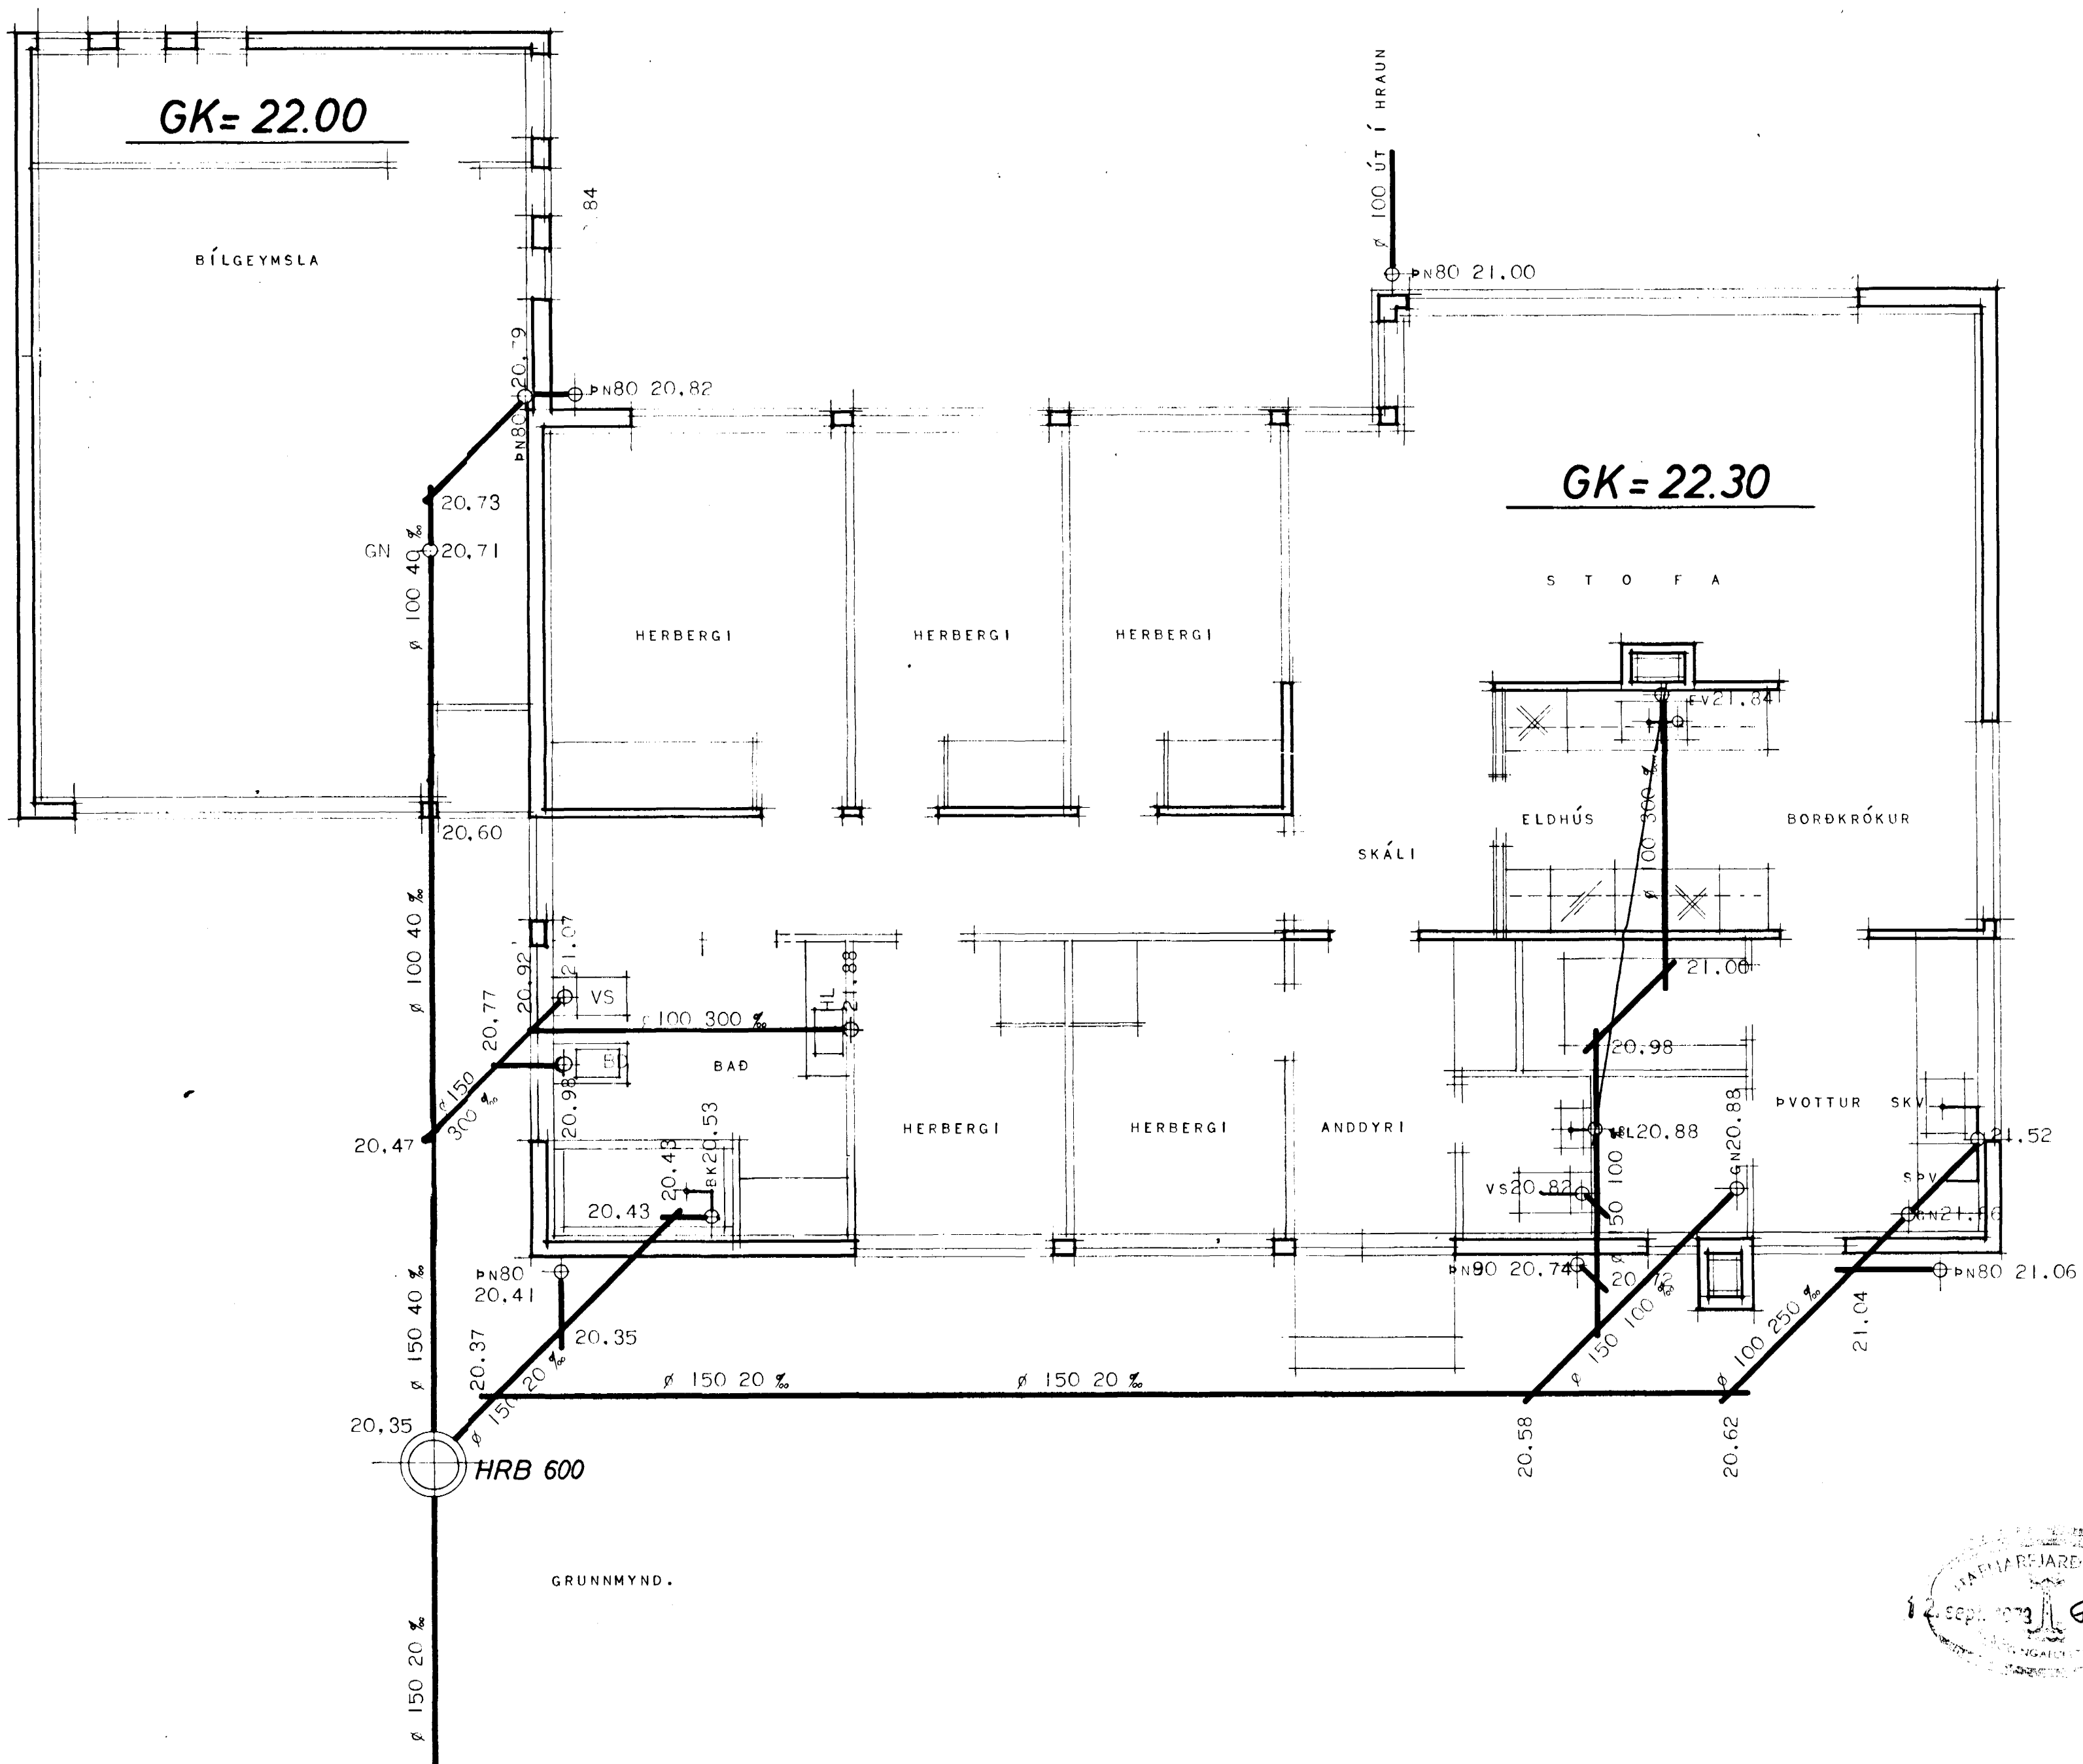 GK= 22.00
BÍLGEYMSLA
84
ø 100 ÚT Í HRAUN
ÞN80 21.00
ÞN80 20.79
ÞN80 20.82
20.73
GN
20.71
ø 100 40 ‰
GK= 22.30
STOFA
HERBERGI
HERBERGI
HERBERGI
EV21.84
ø 100 300 ‰
ELDHÚS
BORÐKRÓKUR
SKÁLI
20.60
ø 100 40 ‰
20.92
21.07
VS
20.77
HL
21.88
100 300 ‰
21.00
20.98
BAÐ
20.98
ø150
300 ‰
20.47
HERBERGI
HERBERGI
ANDDYRI
20.88
GN20.88
ÞVOTTUR
SKV
21.52
SPV
20.43
BK20.53
20.43
VS20.82
ø 150 100
ÞN80
20.41
20.35
20.37
ø 150 40 ‰
ø 150 20 ‰
ø 150 20 ‰
ø 150 20 ‰
20.74
20.72
ø 150 100 ‰
ø 100 250 ‰
21.04
ÞN80 21.06
20.35
HRB 600
20.58
20.62
GRUNNMYND.
ø 150 20 ‰